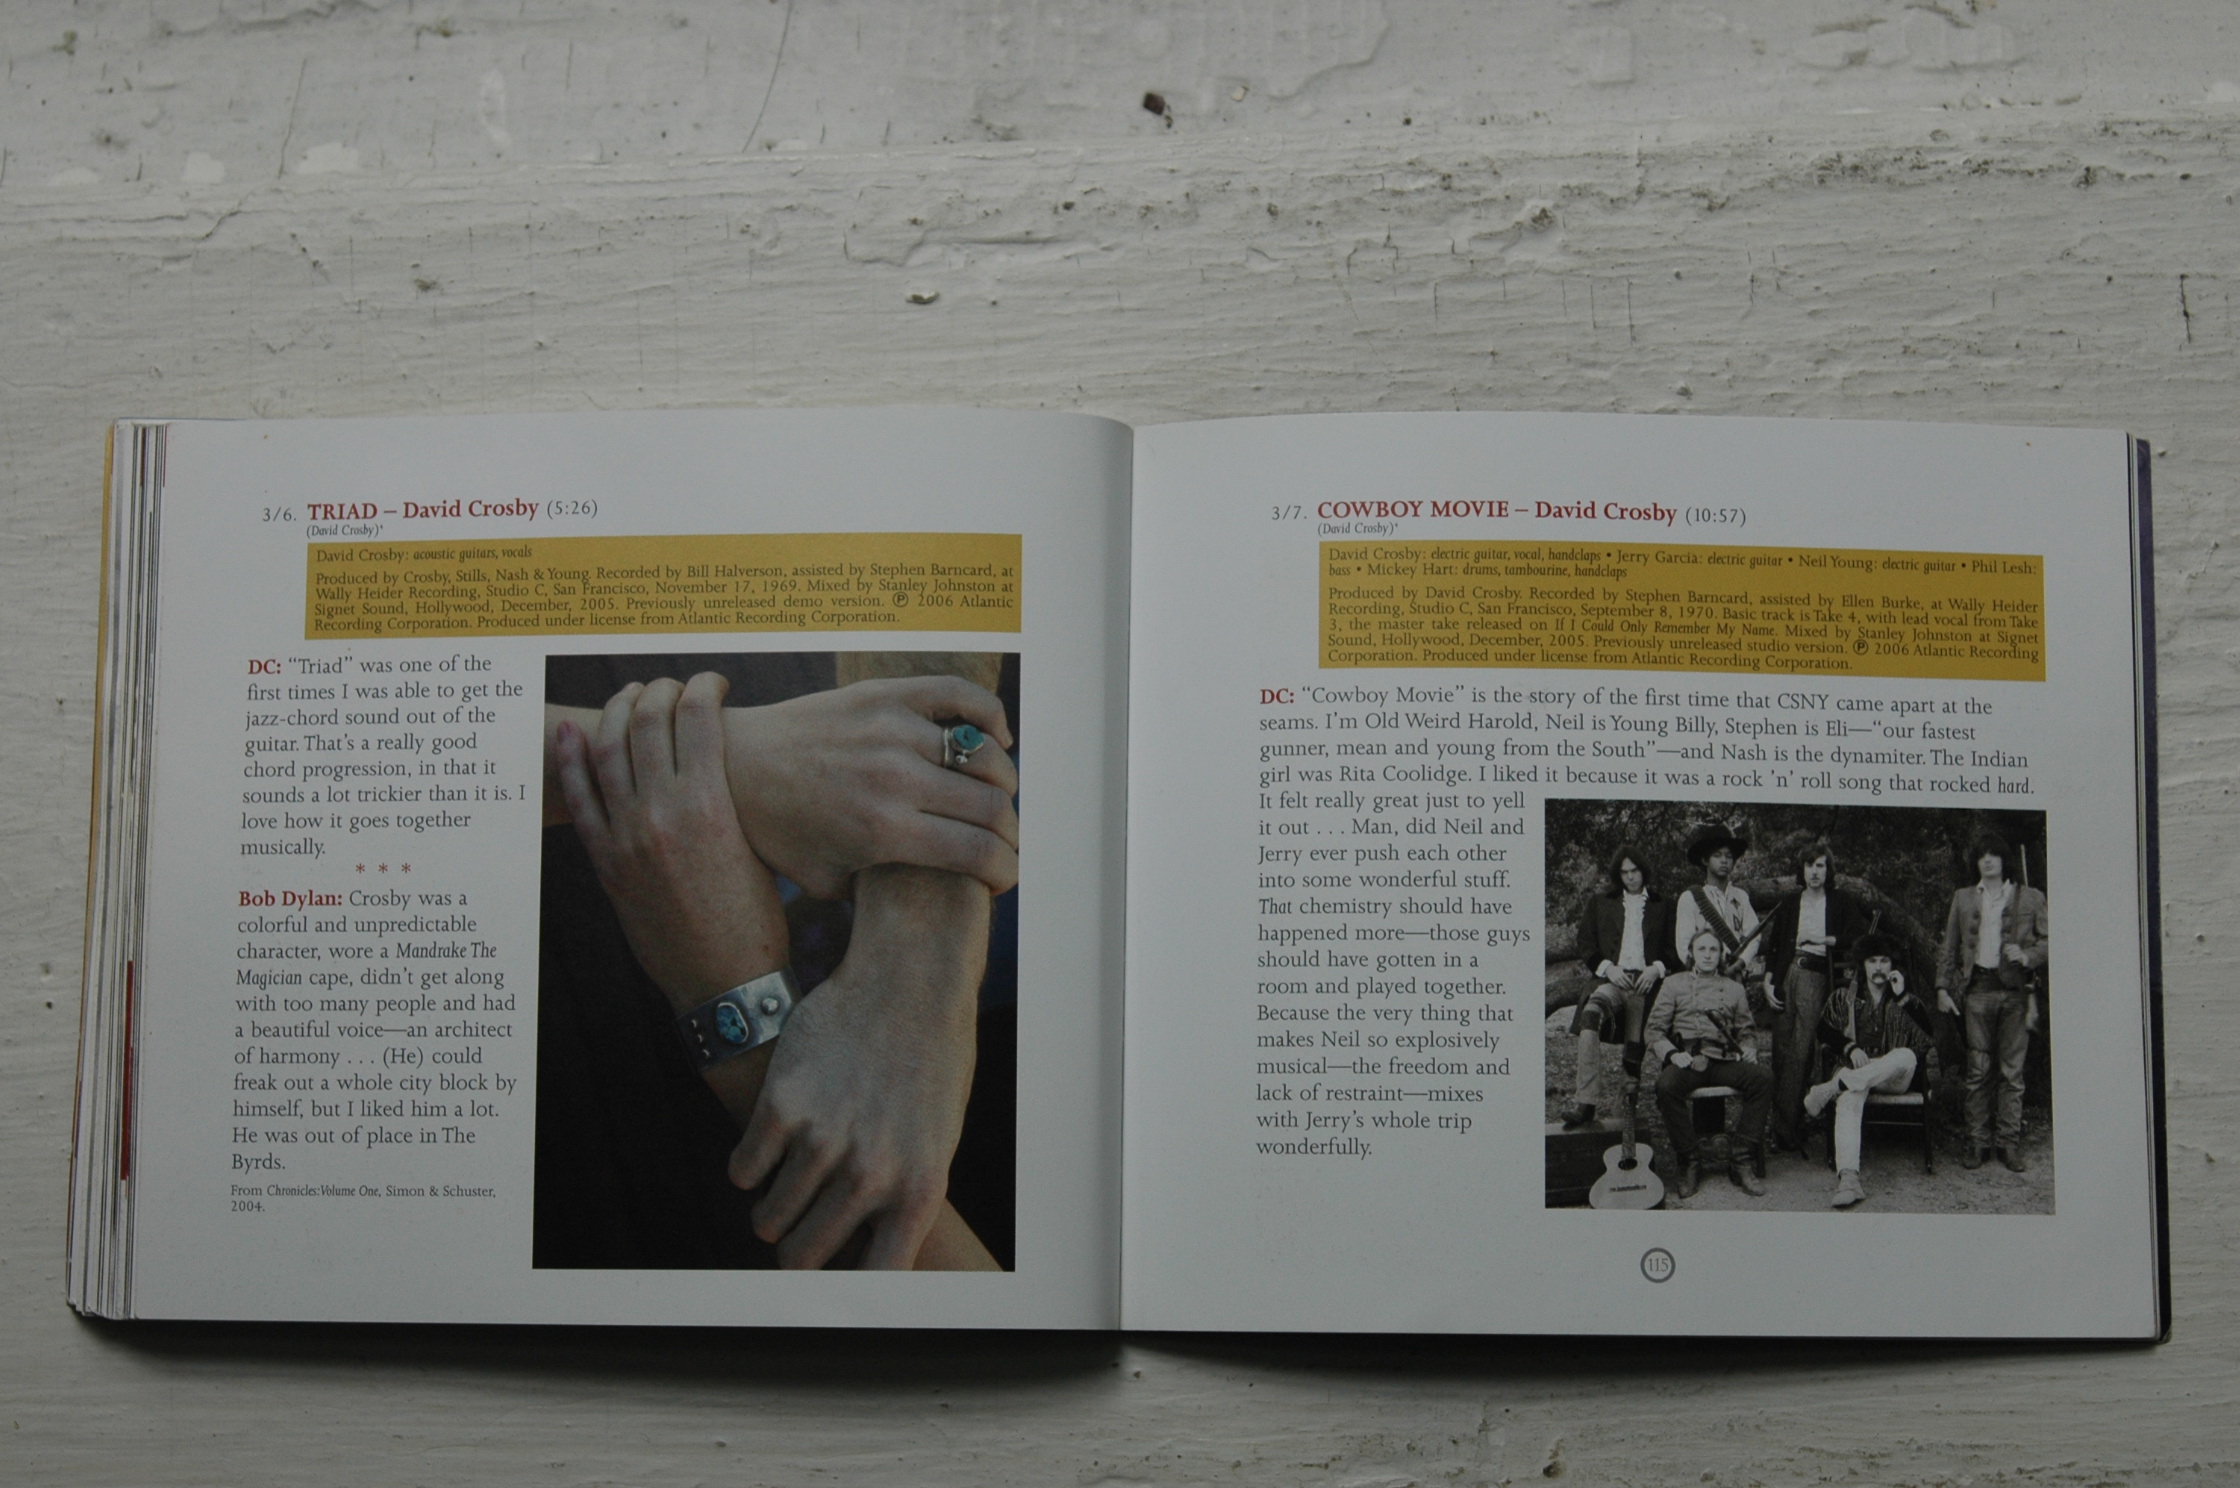 3/6. TRIAD – David Crosby (5:26)
(David Crosby)*
David Crosby: acoustic guitars, vocals
Produced by Crosby, Stills, Nash & Young. Recorded by Bill Halverson, assisted by Stephen Barncard, at
Wally Heider Recording, Studio C, San Francisco, November 17, 1969. Mixed by Stanley Johnston at
Signet Sound, Hollywood, December, 2005. Previously unreleased demo version. ℗ 2006 Atlantic
Recording Corporation. Produced under license from Atlantic Recording Corporation.
DC: “Triad” was one of the
first times I was able to get the
jazz-chord sound out of the
guitar. That’s a really good
chord progression, in that it
sounds a lot trickier than it is. I
love how it goes together
musically.
* * *
Bob Dylan: Crosby was a
colorful and unpredictable
character, wore a Mandrake The
Magician cape, didn’t get along
with too many people and had
a beautiful voice—an architect
of harmony . . . (He) could
freak out a whole city block by
himself, but I liked him a lot.
He was out of place in The
Byrds.
From Chronicles: Volume One, Simon & Schuster,
2004.
3/7. COWBOY MOVIE – David Crosby (10:57)
(David Crosby)*
David Crosby: electric guitar, vocal, handclaps • Jerry Garcia: electric guitar • Neil Young: electric guitar • Phil Lesh:
bass • Mickey Hart: drums, tambourine, handclaps
Produced by David Crosby. Recorded by Stephen Barncard, assisted by Ellen Burke, at Wally Heider
Recording, Studio C, San Francisco, September 8, 1970. Basic track is Take 4, with lead vocal from Take
3, the master take released on If I Could Only Remember My Name. Mixed by Stanley Johnston at Signet
Sound, Hollywood, December, 2005. Previously unreleased studio version. ℗ 2006 Atlantic Recording
Corporation. Produced under license from Atlantic Recording Corporation.
DC: “Cowboy Movie” is the story of the first time that CSNY came apart at the
seams. I’m Old Weird Harold, Neil is Young Billy, Stephen is Eli—“our fastest
gunner, mean and young from the South”—and Nash is the dynamiter. The Indian
girl was Rita Coolidge. I liked it because it was a rock ’n’ roll song that rocked hard.
It felt really great just to yell
it out . . . Man, did Neil and
Jerry ever push each other
into some wonderful stuff.
That chemistry should have
happened more—those guys
should have gotten in a
room and played together.
Because the very thing that
makes Neil so explosively
musical—the freedom and
lack of restraint—mixes
with Jerry’s whole trip
wonderfully.
115